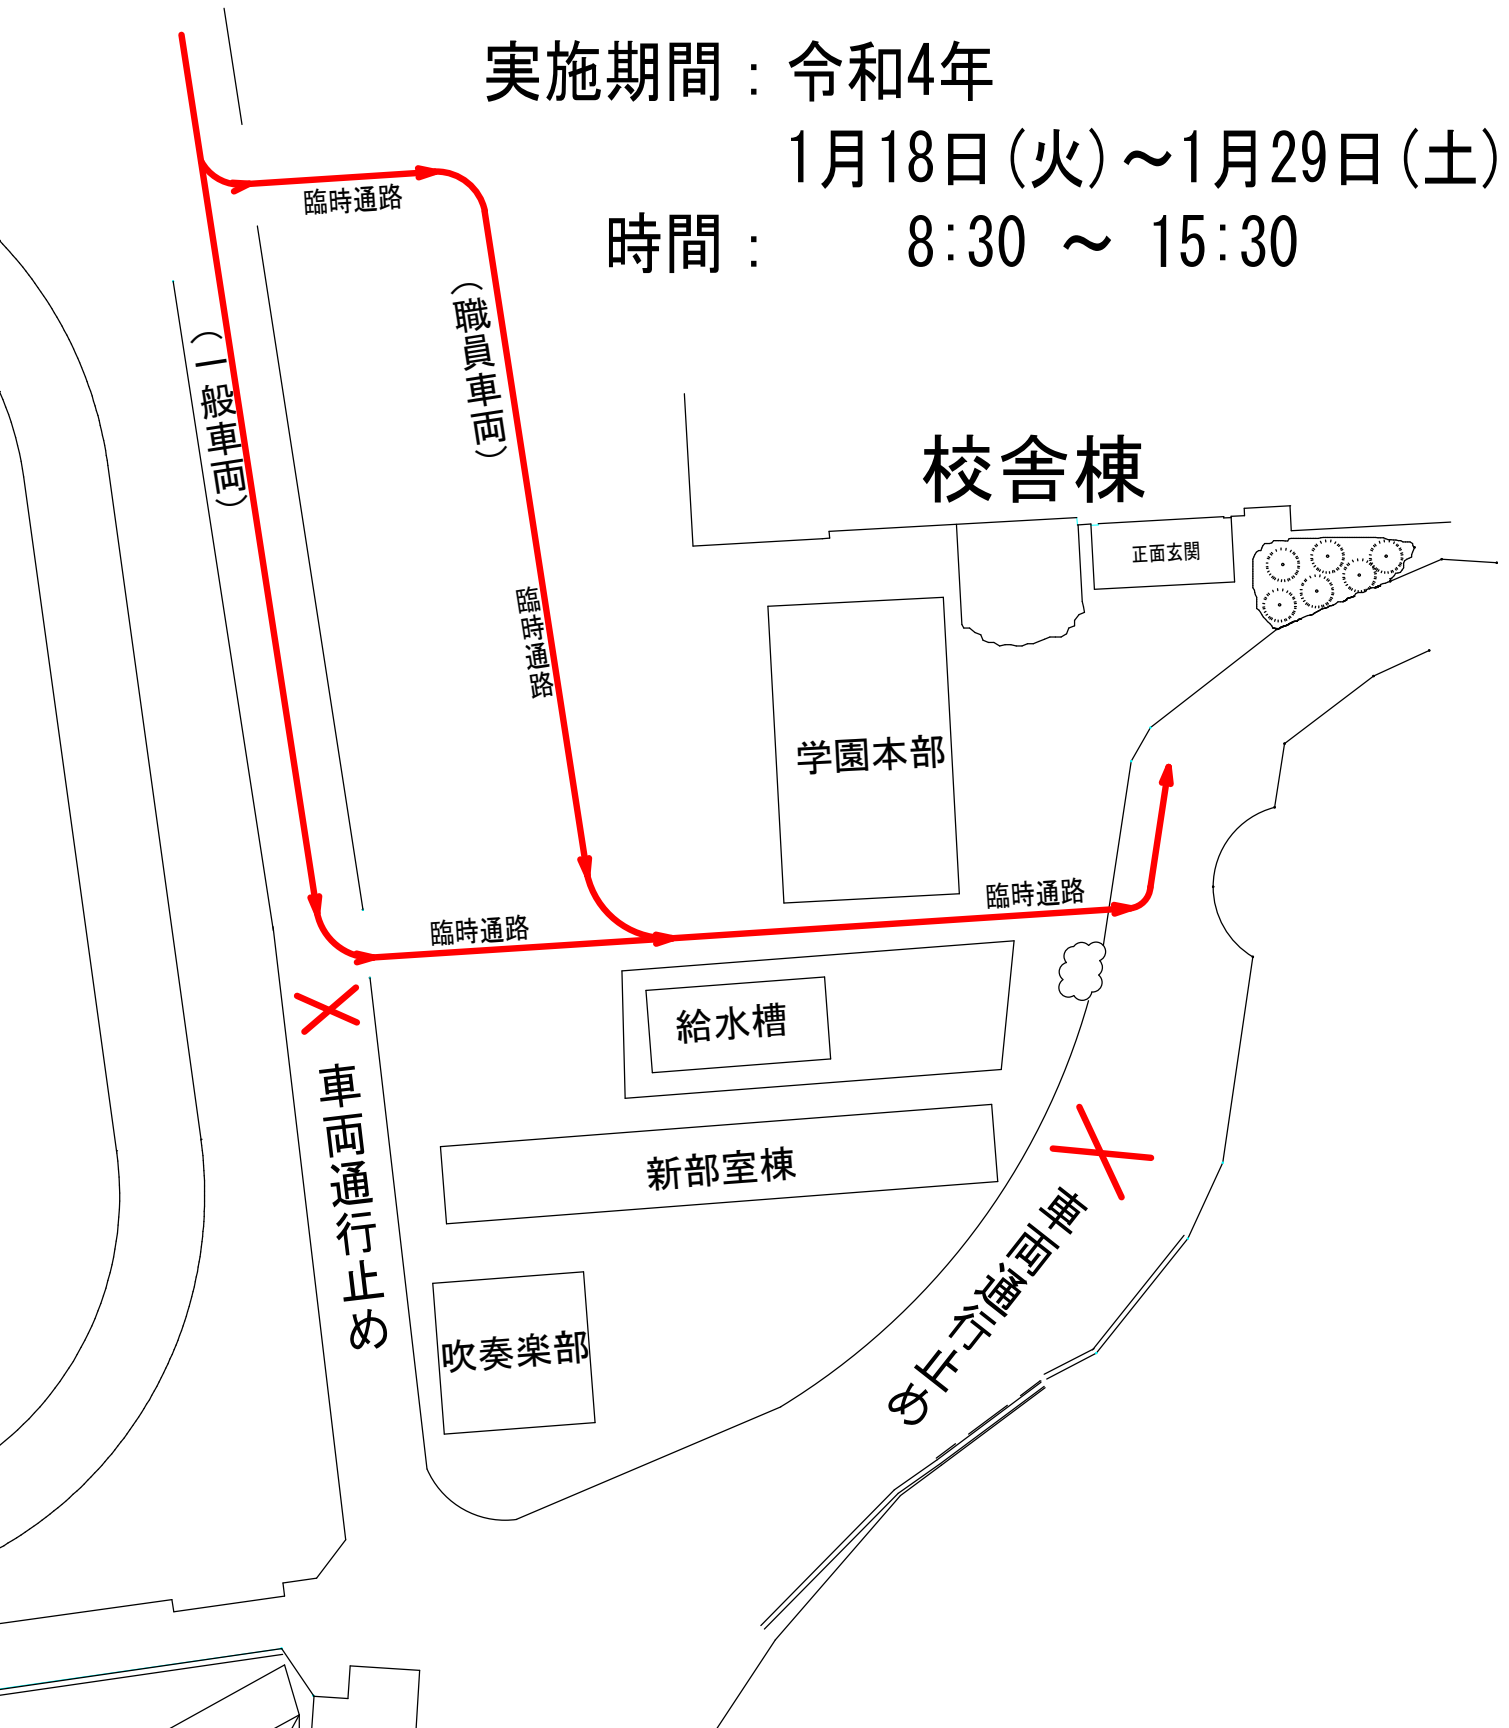 実施期間：令和4年
1月18日(火)～1月29日(土)
時間： 8:30 ～ 15:30
臨時通路
(職員車両)
(一般車両)
校舎棟
正面玄関
臨時通路
学園本部
臨時通路
臨時通路
給水槽
車両通行止め
新部室棟
車両通行止め
吹奏楽部